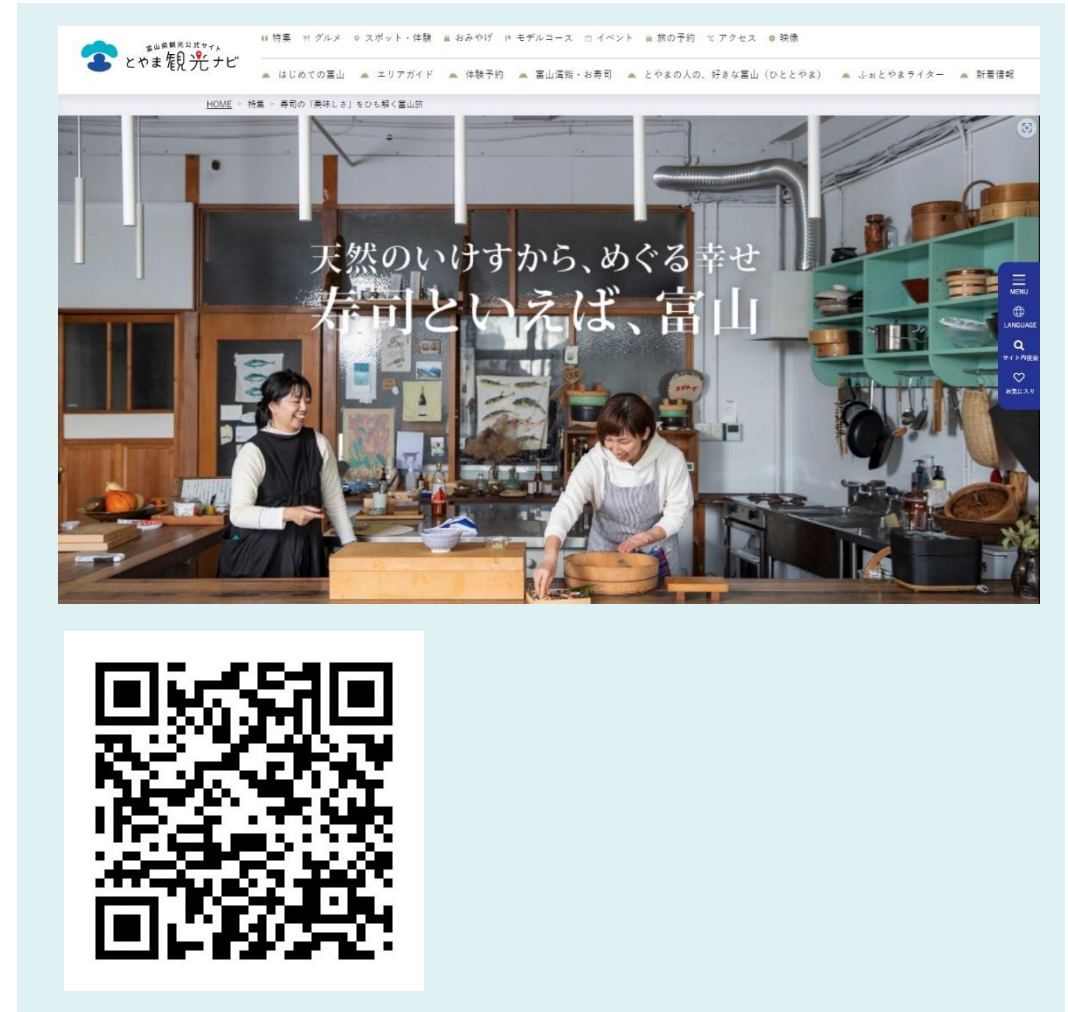 富山県観光公式サイト
とやま観光ナビ
特集 グルメ スポット・体験 おみやげ モデルコース イベント 旅の予約 アクセス 映像
はじめての富山 エリアガイド 体験予約 富山湾鮨・お寿司 とやまの人の、好きな富山（ひととやま） ふぉとやまライター 新着情報
HOME > 特集 > 寿司の「美味しさ」をひも解く富山旅
天然のいけすから、めぐる幸せ
寿司といえば、富山
MENU
LANGUAGE
サイト内検索
お気に入り